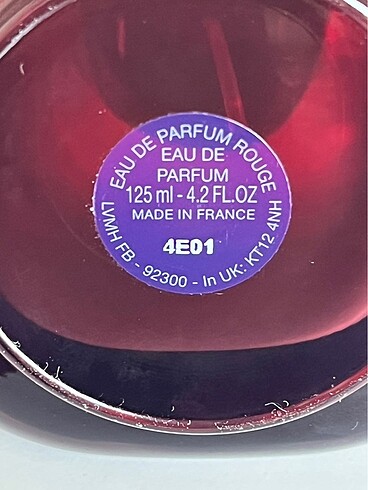 EAU DE PARFUM ROUGE
EAU DE
PARFUM
125 ml - 4.2 FL.OZ
MADE IN FRANCE
4E01
LVMH FB - 92300 - In UK: KT12 4NH